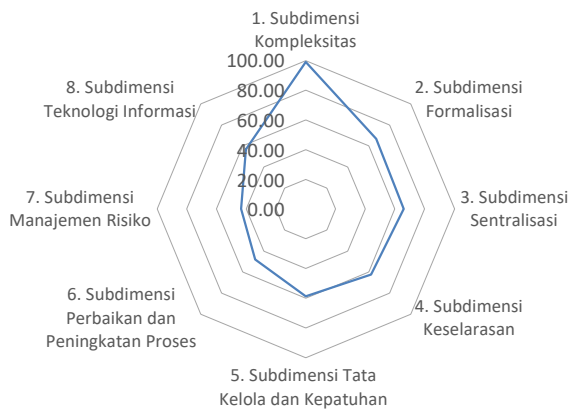 1. Subdimensi
Kompleksitas
2. Subdimensi
Formalisasi
3. Subdimensi
Sentralisasi
4. Subdimensi
Keselarasan
5. Subdimensi Tata
Kelola dan Kepatuhan
6. Subdimensi
Perbaikan dan
Peningkatan Proses
7. Subdimensi
Manajemen Risiko
8. Subdimensi
Teknologi Informasi
100.00
80.00
60.00
40.00
20.00
0.00